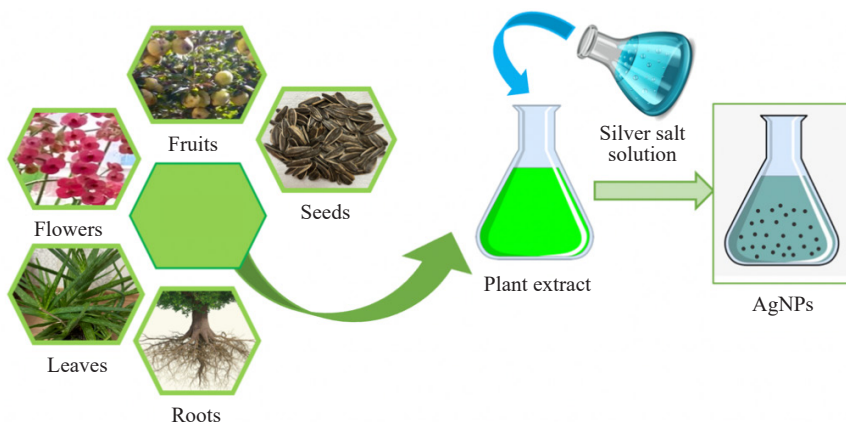 Fruits
Seeds
Flowers
Leaves
Roots
Silver salt
solution
Plant extract
AgNPs